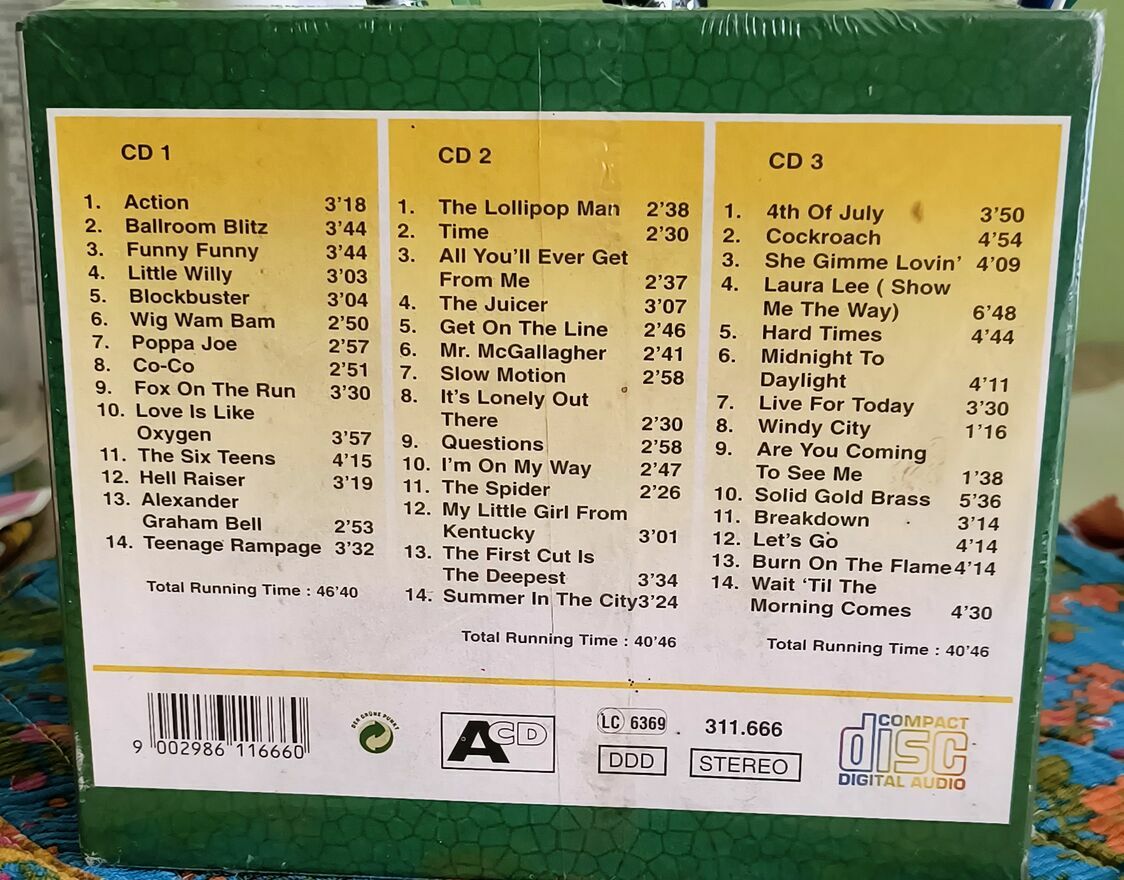 CD 1
1. Action 3'18
2. Ballroom Blitz 3'44
3. Funny Funny 3'44
4. Little Willy 3'03
5. Blockbuster 3'04
6. Wig Wam Bam 2'50
7. Poppa Joe 2'57
8. Co-Co 2'51
9. Fox On The Run 3'30
10. Love Is Like
Oxygen 3'57
11. The Six Teens 4'15
12. Hell Raiser 3'19
13. Alexander
Graham Bell 2'53
14. Teenage Rampage 3'32
Total Running Time : 46'40
CD 2
1. The Lollipop Man 2'38
2. Time 2'30
3. All You'll Ever Get
From Me 2'37
4. The Juicer 3'07
5. Get On The Line 2'46
6. Mr. McGallagher 2'41
7. Slow Motion 2'58
8. It's Lonely Out
There 2'30
9. Questions 2'58
10. I'm On My Way 2'47
11. The Spider 2'26
12. My Little Girl From
Kentucky 3'01
13. The First Cut Is
The Deepest 3'34
14. Summer In The City 3'24
Total Running Time : 40'46
CD 3
1. 4th Of July 3'50
2. Cockroach 4'54
3. She Gimme Lovin' 4'09
4. Laura Lee ( Show
Me The Way) 6'48
5. Hard Times 4'44
6. Midnight To
Daylight 4'11
7. Live For Today 3'30
8. Windy City 1'16
9. Are You Coming
To See Me 1'38
10. Solid Gold Brass 5'36
11. Breakdown 3'14
12. Let's Go 4'14
13. Burn On The Flame 4'14
14. Wait 'Til The
Morning Comes 4'30
Total Running Time : 40'46
9 002986 116660
DER GRÜNE PUNKT
ACD
LC 6369
DDD
311.666
STEREO
COMPACT
disc
DIGITAL AUDIO